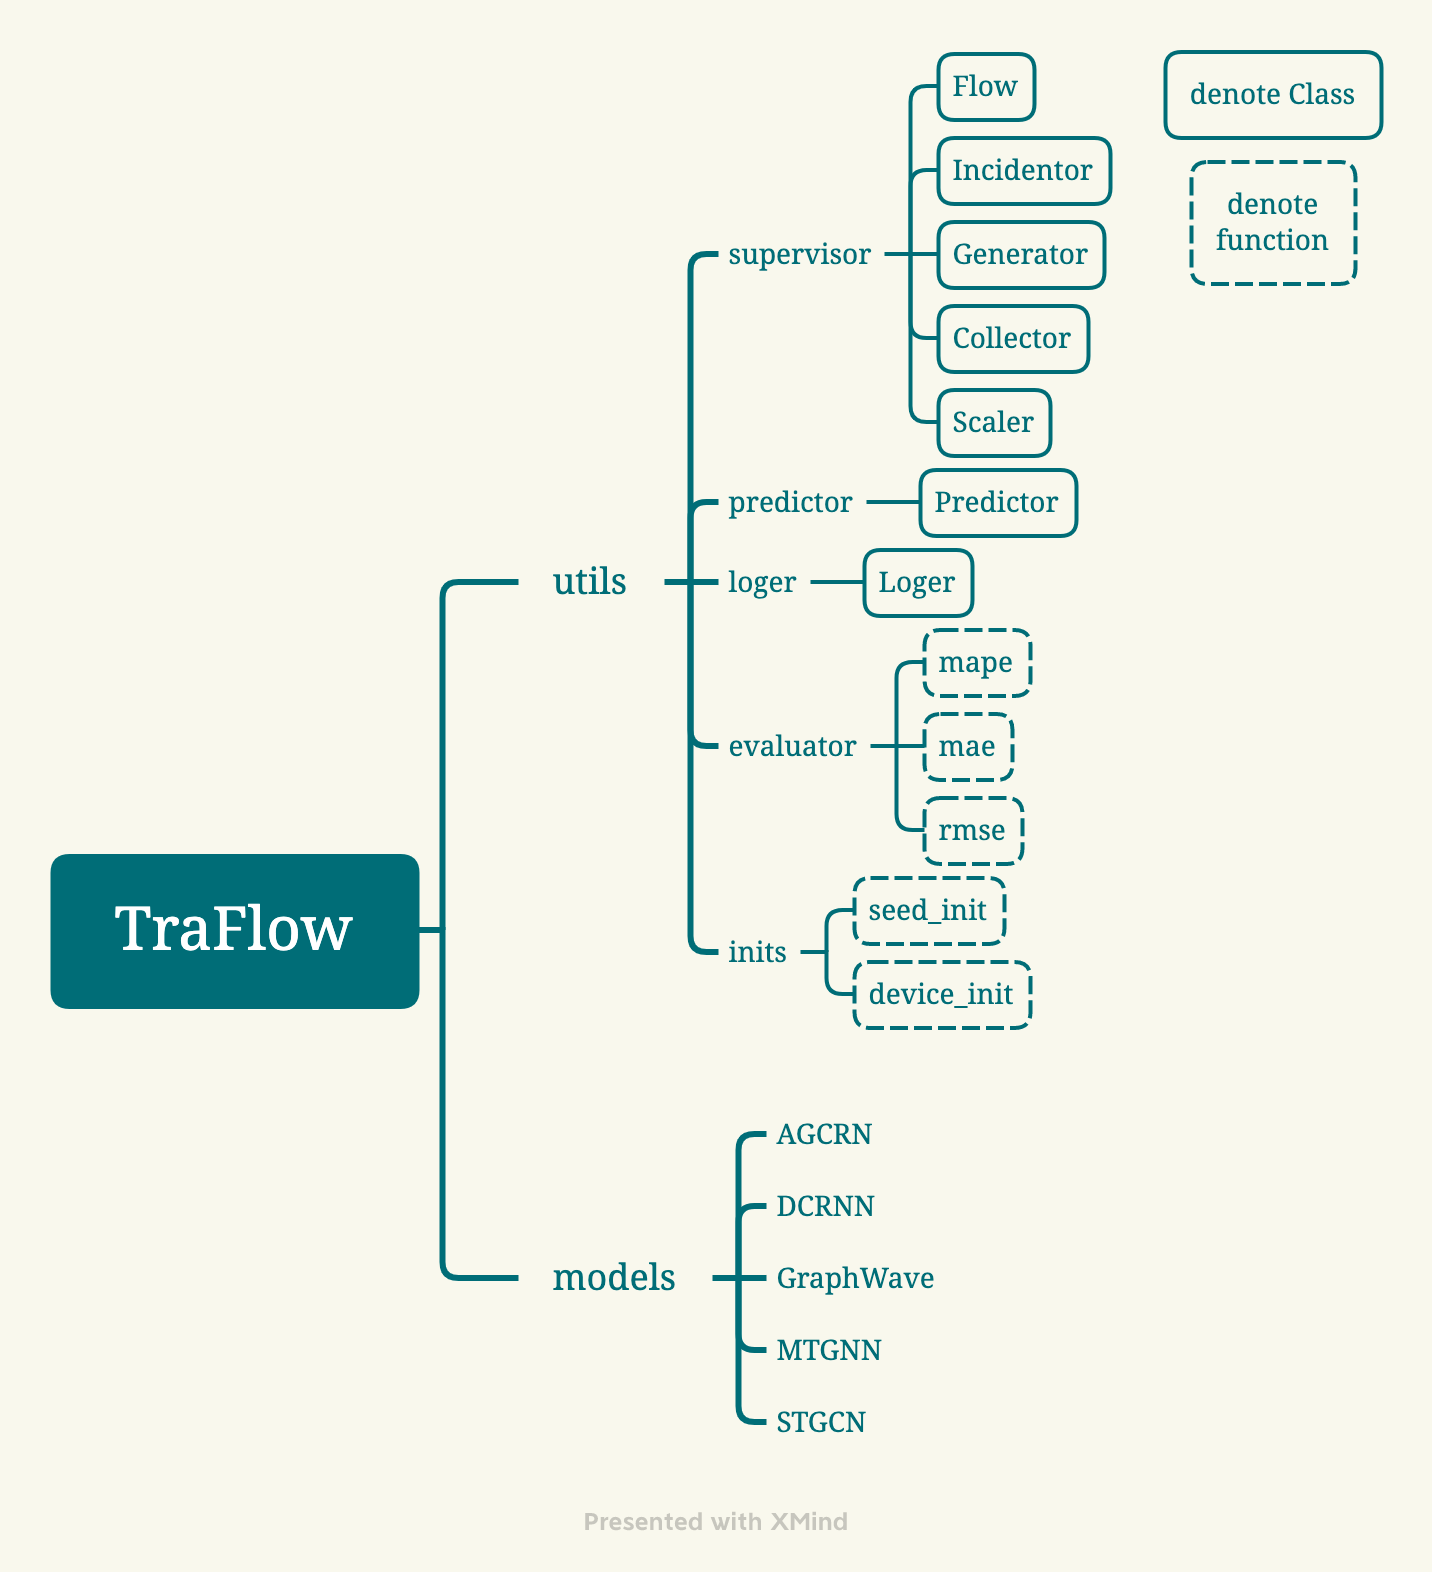 Flow
denote Class
Incidentor
denote
function
supervisor
Generator
Collector
Scaler
predictor
Predictor
utils
loger
Loger
mape
evaluator
mae
rmse
TraFlow
seed_init
inits
device_init
AGCRN
DCRNN
models
GraphWave
MTGNN
STGCN
Presented with XMind